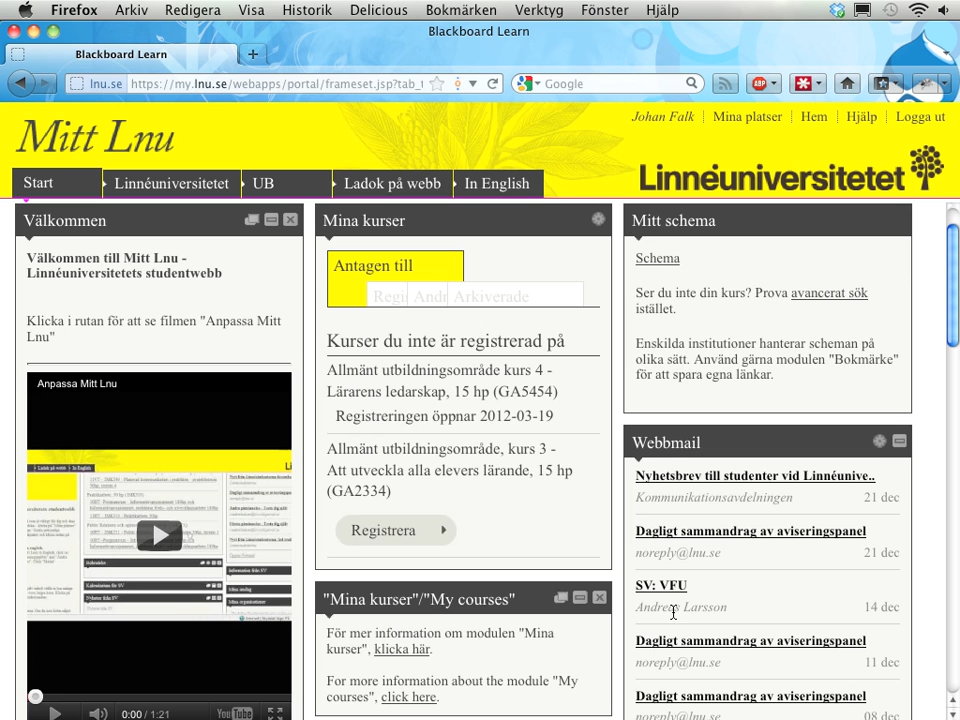 Firefox Arkiv Redigera Visa Historik Delicious Bokmärken Verktyg Fönster Hjälp
Blackboard Learn
Blackboard Learn
lnu.se https://my.lnu.se/webapps/portal/frameset.jsp?tab_
Google
ABP
Mitt Lnu
Johan Falk Mina platser Hem Hjälp Logga ut
Linnéuniversitetet
Start Linnéuniversitetet UB Ladok på webb In English
Välkommen
Välkommen till Mitt Lnu -
Linnéuniversitetets studentwebb
Klicka i rutan för att se filmen "Anpassa Mitt
Lnu"
Anpassa Mitt Lnu
0:00 / 1:21
YouTube
Mina kurser
Antagen till
Regi Andr Arkiverade
Kurser du inte är registrerad på
Allmänt utbildningsområde kurs 4 -
Lärarens ledarskap, 15 hp (GA5454)
Registreringen öppnar 2012-03-19
Allmänt utbildningsområde, kurs 3 -
Att utveckla alla elevers lärande, 15 hp
(GA2334)
Registrera
"Mina kurser"/"My courses"
För mer information om modulen "Mina
kurser", klicka här.
For more information about the module "My
courses", click here.
Mitt schema
Schema
Ser du inte din kurs? Prova avancerat sök
istället.
Enskilda institutioner hanterar scheman på
olika sätt. Använd gärna modulen "Bokmärke"
för att spara egna länkar.
Webbmail
Nyhetsbrev till studenter vid Linnéunive..
Kommunikationsavdelningen 21 dec
Dagligt sammandrag av aviseringspanel
noreply@lnu.se 21 dec
SV: VFU
Andreas Larsson 14 dec
Dagligt sammandrag av aviseringspanel
noreply@lnu.se 11 dec
Dagligt sammandrag av aviseringspanel
noreply@lnu.se 08 dec